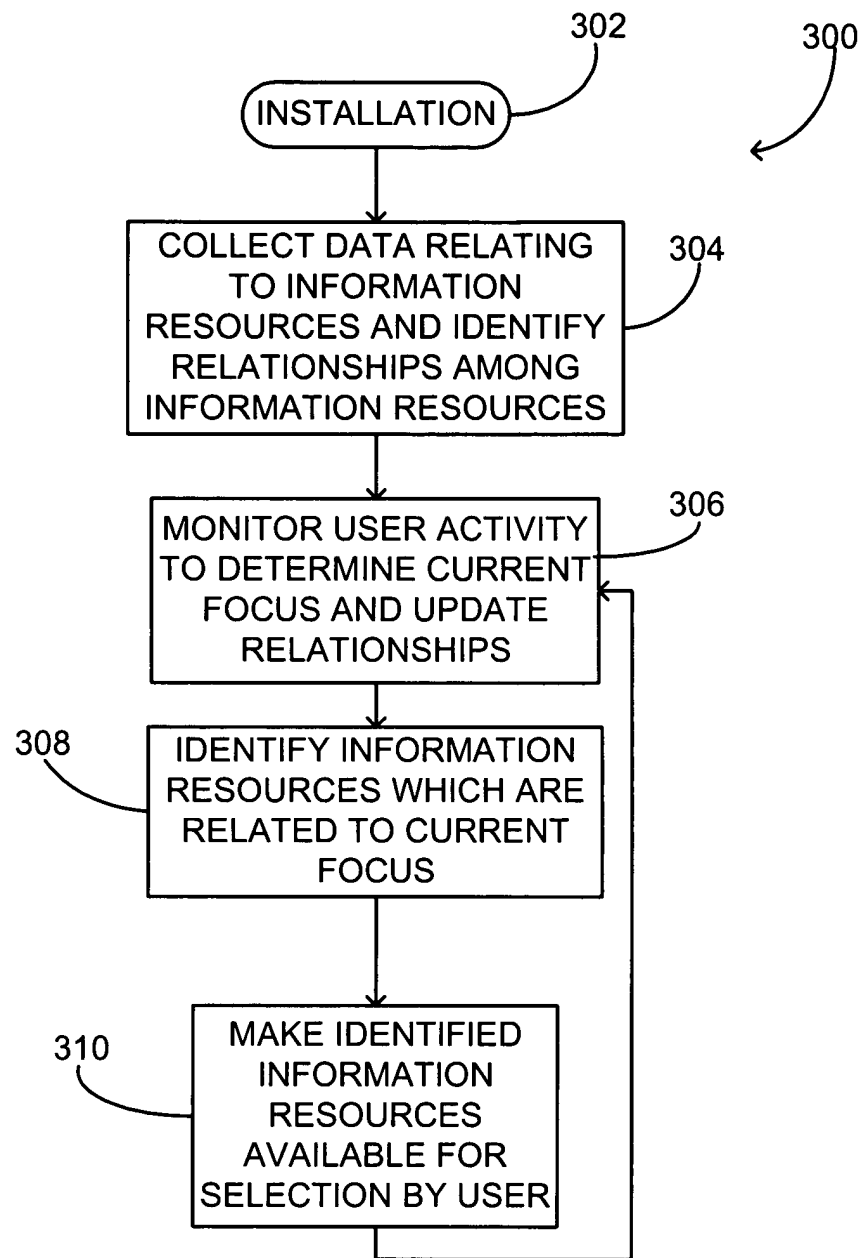 302
300
INSTALLATION
COLLECT DATA RELATING
TO INFORMATION
RESOURCES AND IDENTIFY
RELATIONSHIPS AMONG
INFORMATION RESOURCES
304
MONITOR USER ACTIVITY
TO DETERMINE CURRENT
FOCUS AND UPDATE
RELATIONSHIPS
306
308
IDENTIFY INFORMATION
RESOURCES WHICH ARE
RELATED TO CURRENT
FOCUS
310
MAKE IDENTIFIED
INFORMATION
RESOURCES
AVAILABLE FOR
SELECTION BY USER